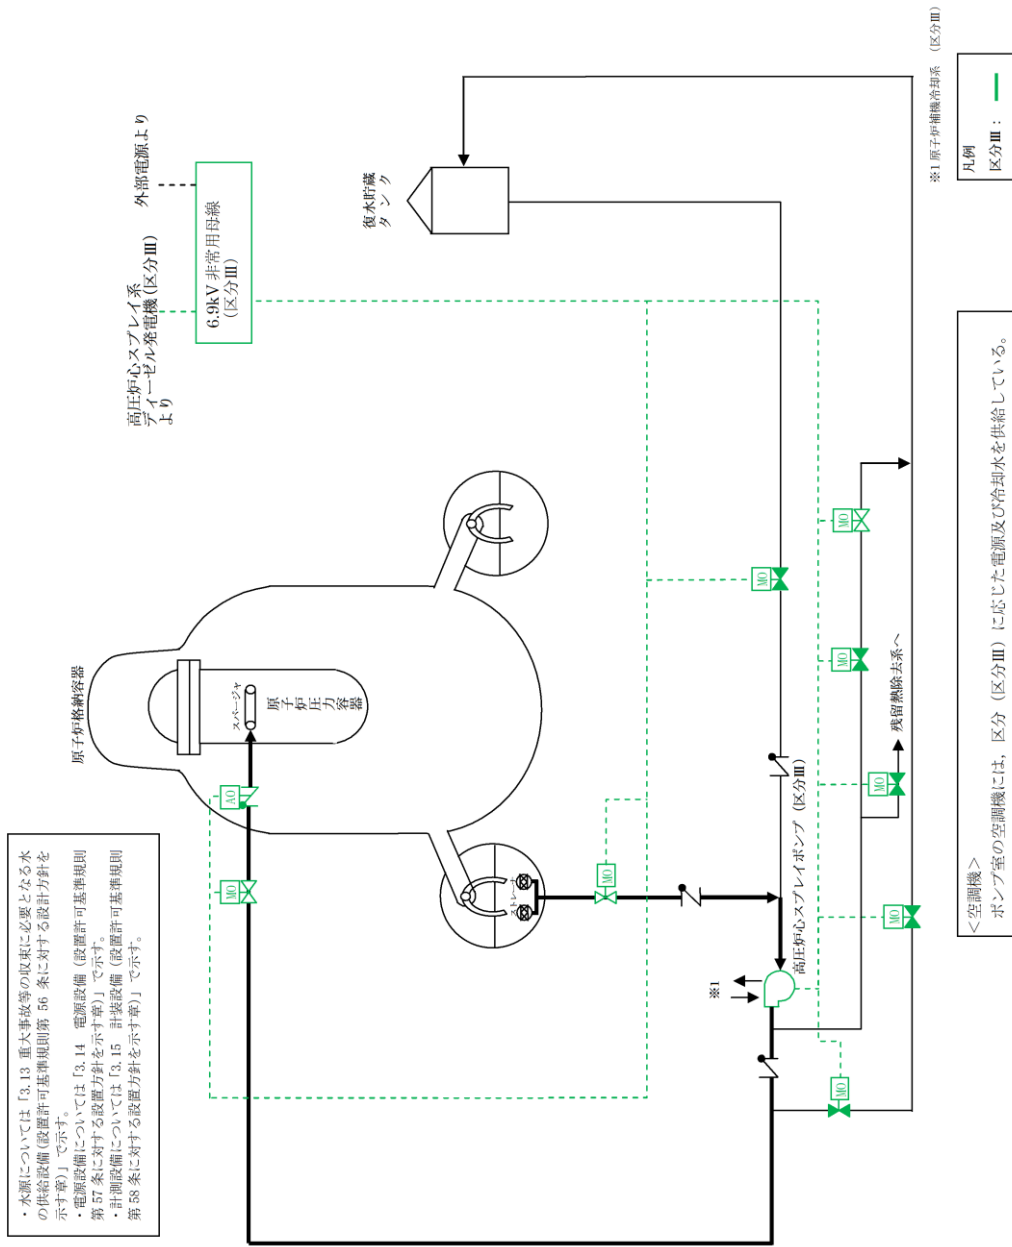 ・水源については「3.13 重大事故等の収束に必要となる水
の供給設備(設置許可基準規則第 56 条に対する設計方針を
示す章)」で示す。
・電源設備については「3.14 電源設備 (設置許可基準規則
第 57 条に対する設置方針を示す章)」で示す。
・計測設備については「3.15 計装設備 (設置許可基準規則
第 58 条に対する設置方針を示す章)」で示す。
原子炉格納容器
スパージャ
原子炉圧力容器
AO
MO
ストレーナ
MO
高圧炉心スプレイ系
ディーゼル発電機(区分Ⅲ)
より
外部電源より
6.9kV 非常用母線
(区分Ⅲ)
復水貯蔵
タンク
※1
高圧炉心スプレイポンプ (区分Ⅲ)
MO
MO
MO
MO
MO
MO
MO
残留熱除去系へ
<空調機>
ポンプ室の空調機には, 区分 (区分Ⅲ) に応じた電源及び冷却水を供給している。
※1 原子炉補機冷却系 (区分Ⅲ)
凡例
区分Ⅲ :